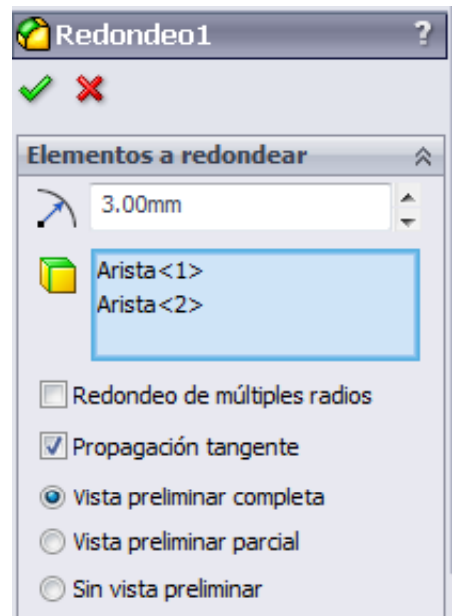 Redondeo1 ?
Elementos a redondear
3.00mm
Arista<1>
Arista<2>
Redondeo de múltiples radios
Propagación tangente
Vista preliminar completa
Vista preliminar parcial
Sin vista preliminar